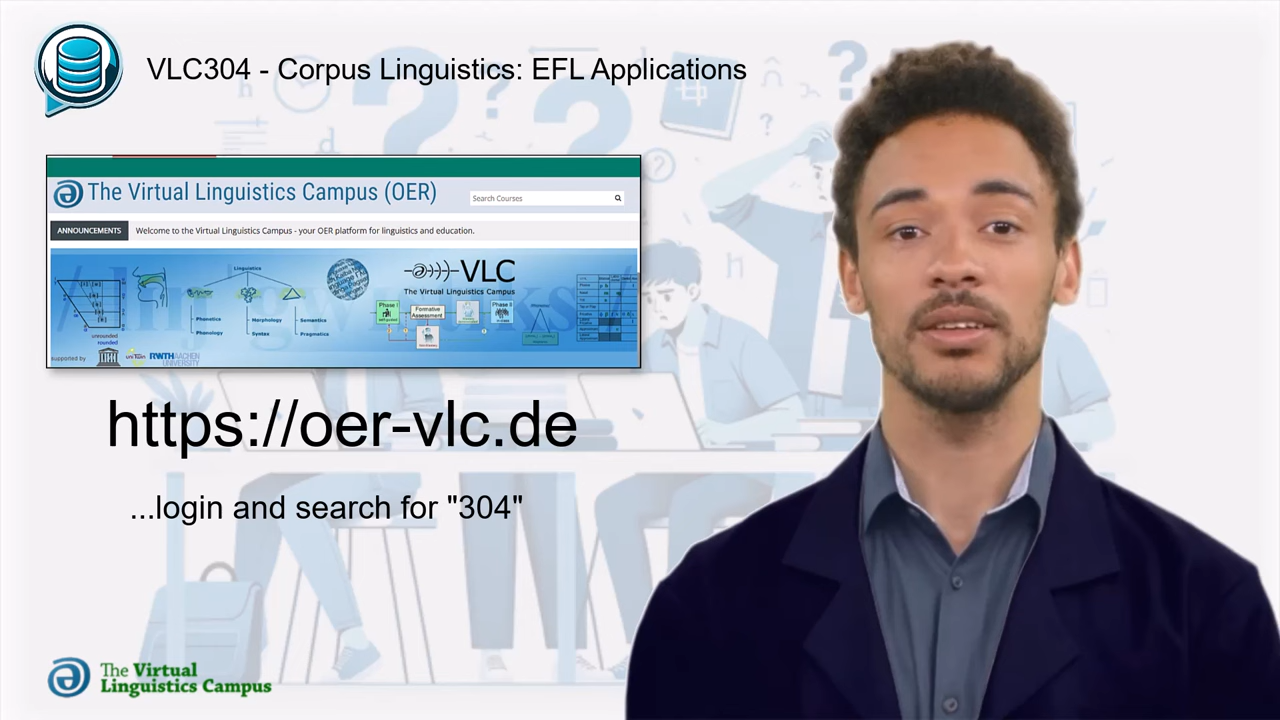 VLC304 - Corpus Linguistics: EFL Applications
The Virtual Linguistics Campus (OER)
Search Courses
ANNOUNCEMENTS
Welcome to the Virtual Linguistics Campus - your OER platform for linguistics and education.
Linguistics
VLC
The Virtual Linguistics Campus
Phonetics
Morphology
Semantics
Phonology
Syntax
Pragmatics
Phase I
Formative
Assessment
Phase II
unrounded
rounded
supported by
RWTH AACHEN
UNIVERSITY
https://oer-vlc.de
...login and search for "304"
The Virtual
Linguistics Campus